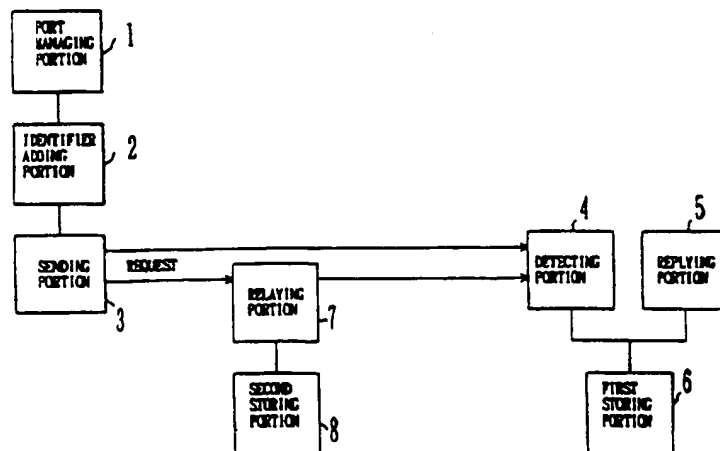 PORT
MANAGING
PORTION
1
IDENTIFIER
ADDING
PORTION
2
SENDING
PORTION
3
REQUEST
RELAYING
PORTION
7
SECOND
STORING
PORTION
8
4
DETECTING
PORTION
5
REPLYING
PORTION
FIRST
STORING
PORTION
6